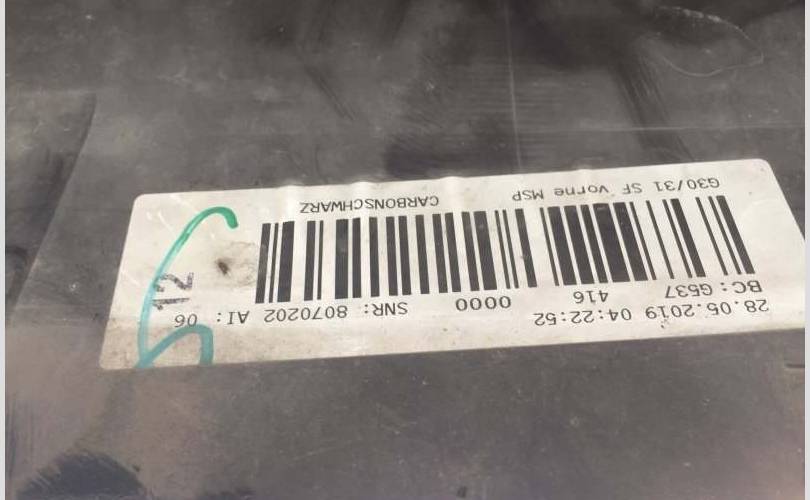 28.05.2019 04:22:52 SNR: 8070202 AI: 06
BC: G537 416 0000
G30/31 SF Vorne MSP CARBONSCHWARZ
12